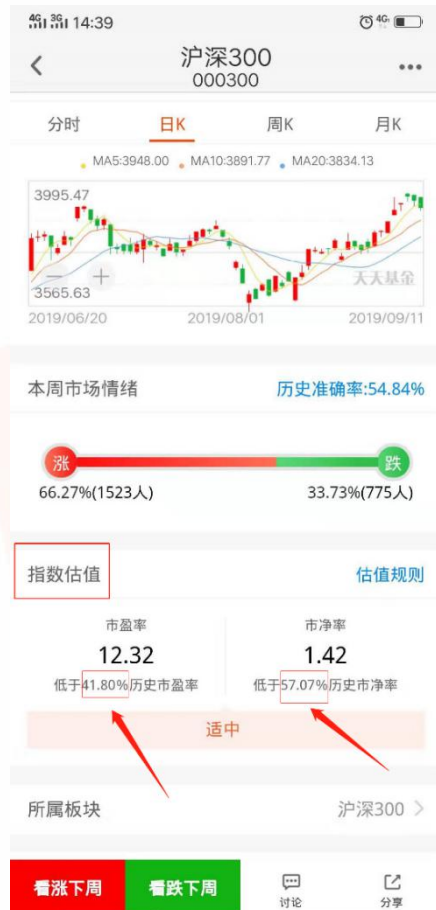 4G 3G 14:39 4G
沪深300
000300
分时 日K 周K 月K
MA5:3948.00 MA10:3891.77 MA20:3834.13
3995.47
天天基金
3565.63
2019/06/20 2019/08/01 2019/09/11
本周市场情绪 历史准确率:54.84%
涨 跌
66.27%(1523人) 33.73%(775人)
指数估值 估值规则
市盈率 市净率
12.32 1.42
低于41.80%历史市盈率 低于57.07%历史市净率
适中
所属板块 沪深300
看涨下周 看跌下周 讨论 分享